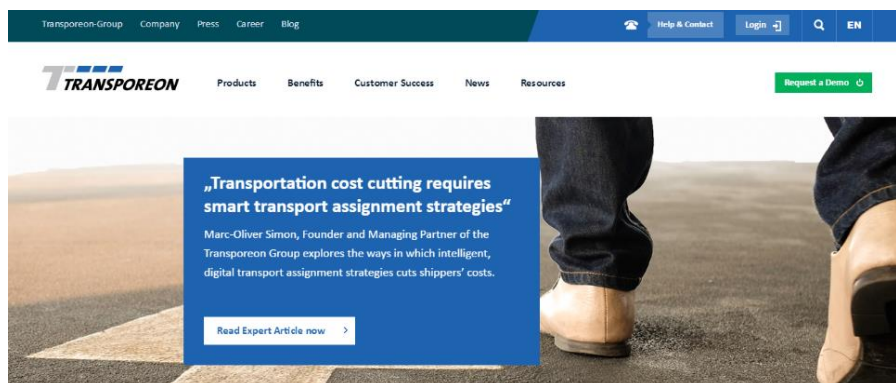 Transporeon-Group Company Press Career Blog Help & Contact Login EN
TRANSPOREON Products Benefits Customer Success News Resources Request a Demo
„Transportation cost cutting requires
smart transport assignment strategies“
Marc-Oliver Simon, Founder and Managing Partner of the
Transporeon Group explores the ways in which intelligent,
digital transport assignment strategies cuts shippers' costs.
Read Expert Article now